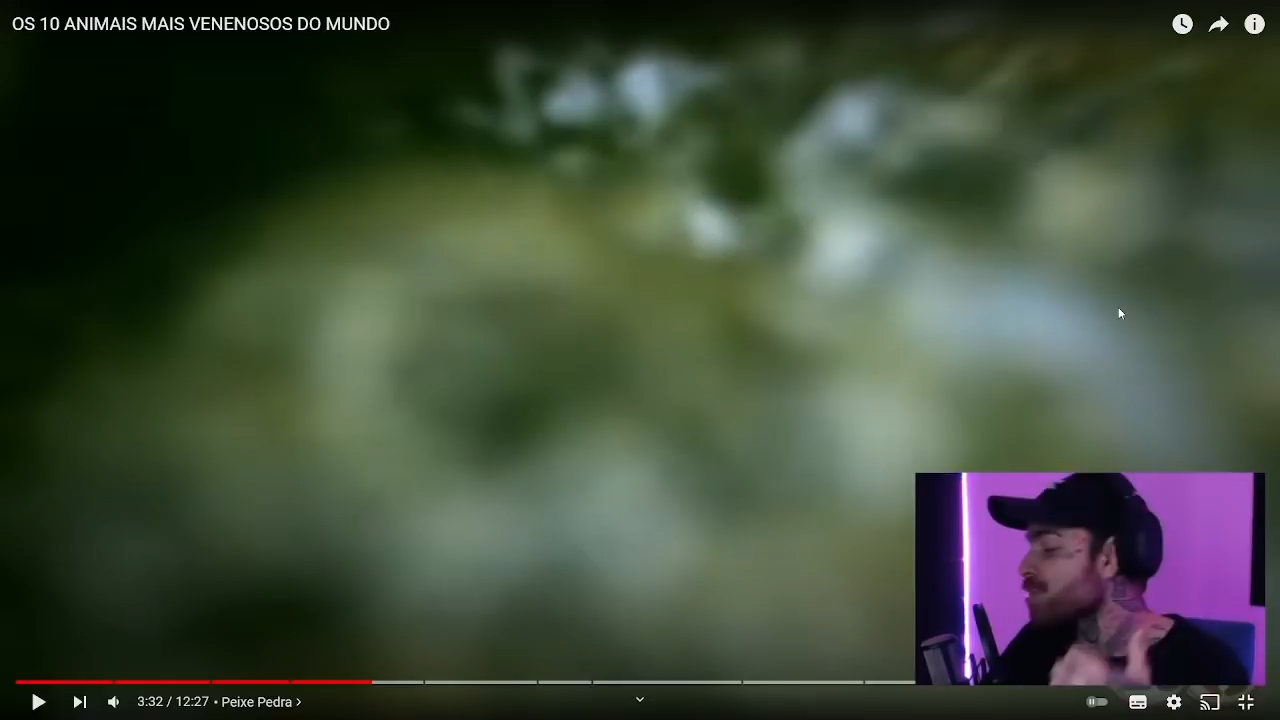 OS 10 ANIMAIS MAIS VENENOSOS DO MUNDO
3:32 / 12:27 • Peixe Pedra >